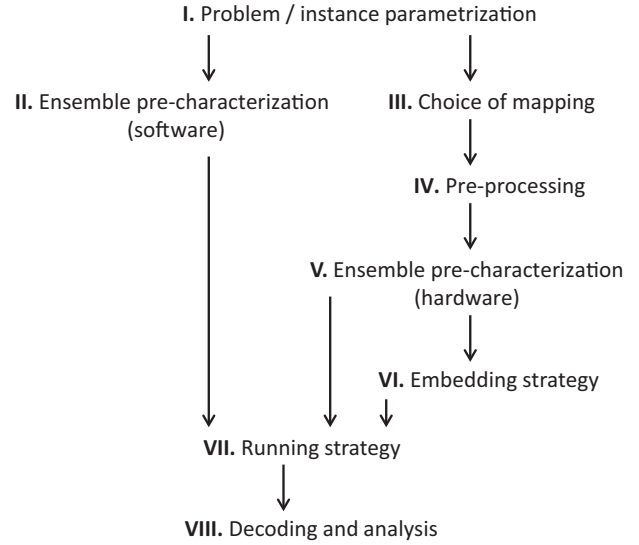 I. Problem / instance parametrization
II. Ensemble pre-characterization
(software)
III. Choice of mapping
IV. Pre-processing
V. Ensemble pre-characterization
(hardware)
VI. Embedding strategy
VII. Running strategy
VIII. Decoding and analysis